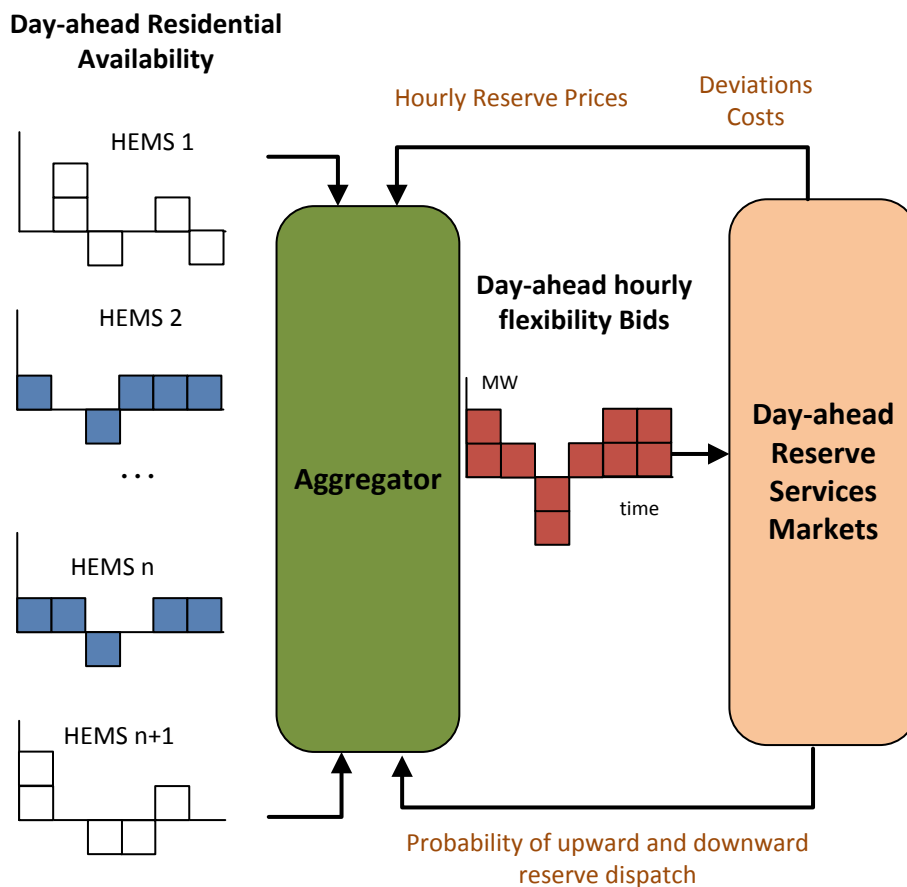 Day-ahead Residential
Availability
Hourly Reserve Prices
Deviations
Costs
HEMS 1
HEMS 2
...
HEMS n
HEMS n+1
Aggregator
Day-ahead hourly
flexibility Bids
MW
time
Day-ahead
Reserve
Services
Markets
Probability of upward and downward
reserve dispatch